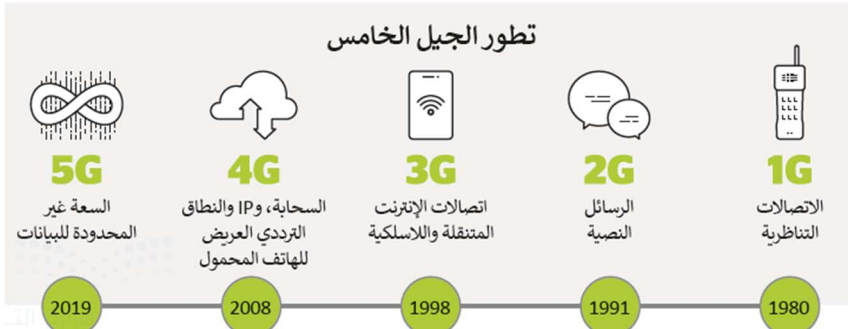 تطور الجيل الخامس
1G
الاتصالات
التناظرية
1980
2G
الرسائل
النصية
1991
3G
اتصالات الإنترنت
المتنقلة واللاسلكية
1998
4G
السحابة، وIP والنطاق
الترددي العريض
للهاتف المحمول
2008
5G
السعة غير
المحدودة للبيانات
2019